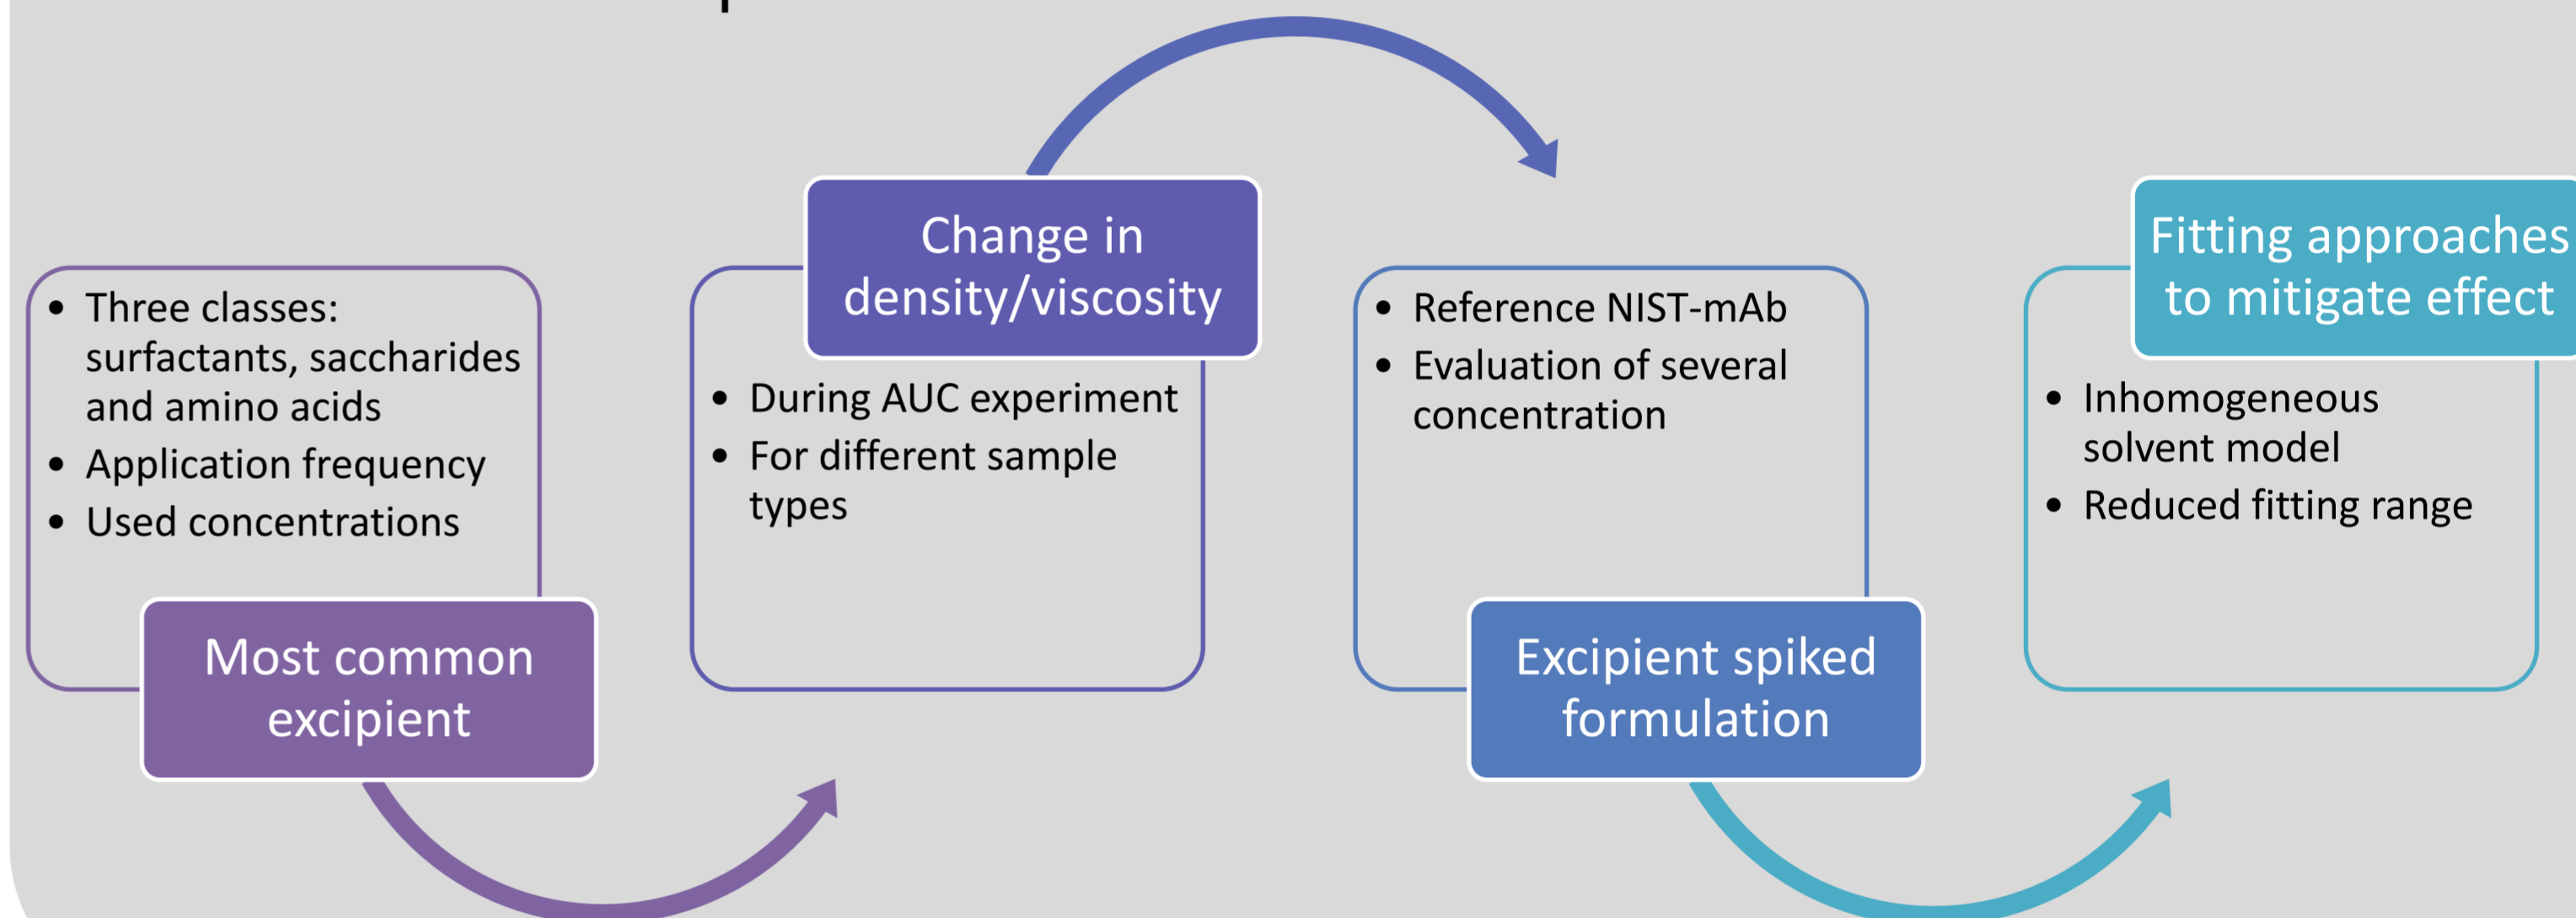 • Three classes:
surfactants, saccharides
and amino acids
• Application frequency
• Used concentrations
Most common
excipient
Change in
density/viscosity
• During AUC experiment
• For different sample
types
• Reference NIST-mAb
• Evaluation of several
concentration
Excipient spiked
formulation
Fitting approaches
to mitigate effect
• Inhomogeneous
solvent model
• Reduced fitting range